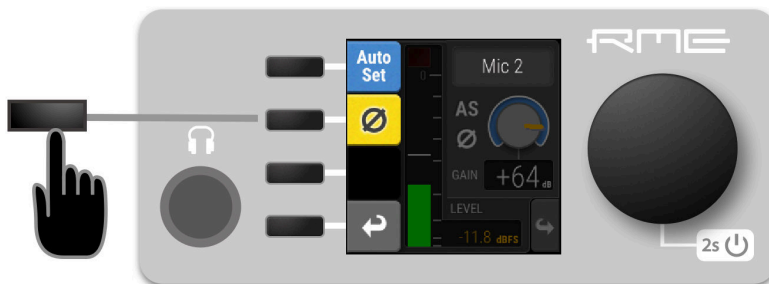 RME
Auto
Set
0
Mic 2
AS
Ø
Ø
GAIN
+64 dB
LEVEL
-11.8 dBFS
2s